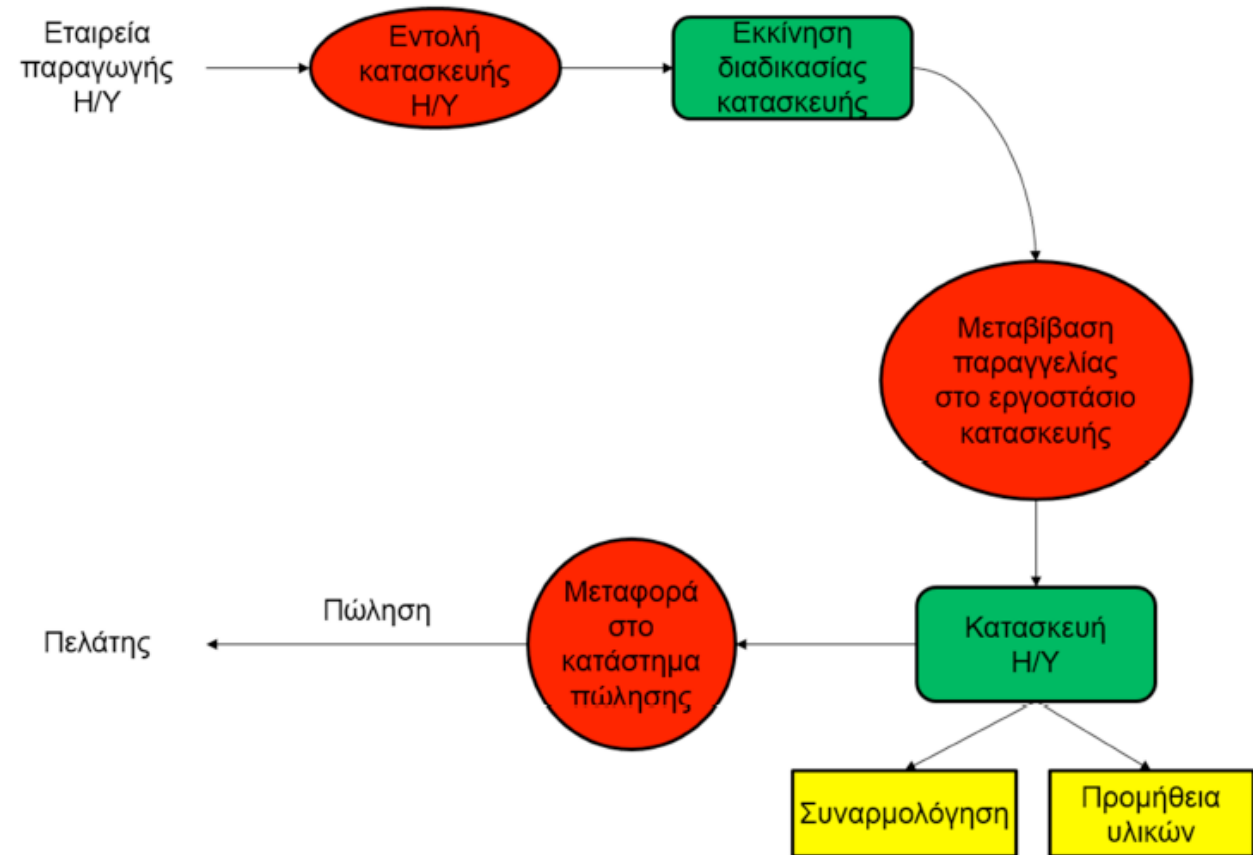 Εταιρεία
παραγωγής
Η/Υ
Εντολή
κατασκευής
Η/Υ
Εκκίνηση
διαδικασίας
κατασκευής
Μεταβίβαση
παραγγελίας
στο εργοστάσιο
κατασκευής
Κατασκευή
Η/Υ
Μεταφορά
στο
κατάστημα
πώλησης
Πώληση
Πελάτης
Συναρμολόγηση
Προμήθεια
υλικών